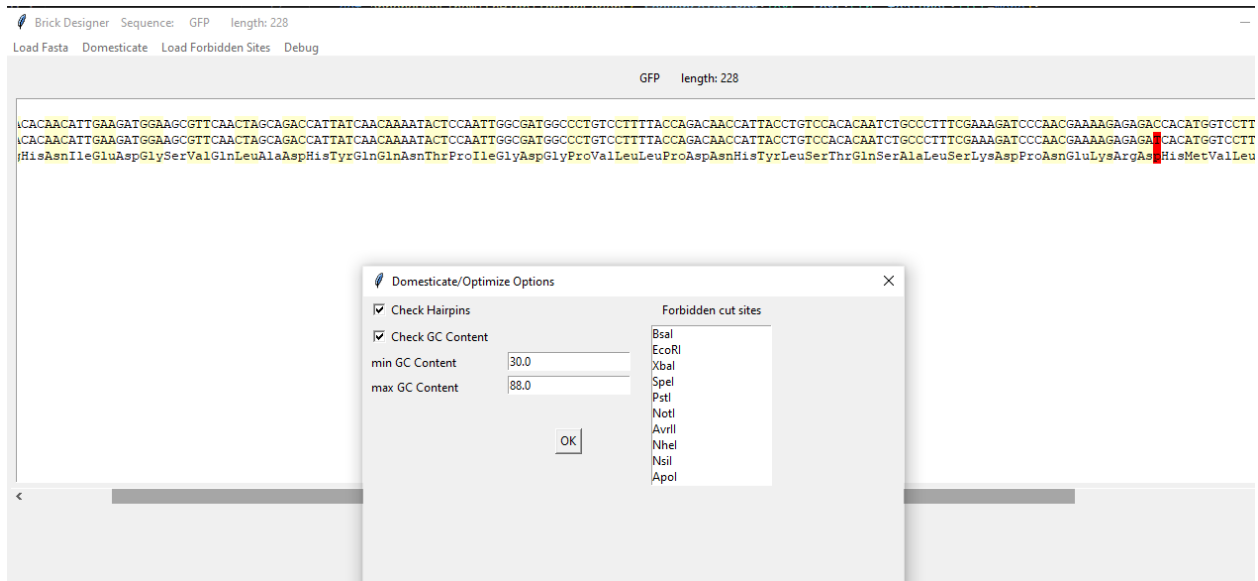 Brick Designer Sequence: GFP length: 228
Load Fasta Domesticate Load Forbidden Sites Debug
GFP length: 228
ACACAACATTGAAGATGGAAGCGTTCAACTAGCAGACCATTATCAACAAAATACTCCAATTGGCGATGGCCCTGTCCTTTTACCAGACAACCATTACCTGTCCACACAATCTGCCCTTTCGAAAGATCCCAACGAAAAGAGAGACCACATGGTCCTT
ACACAACATTGAAGATGGAAGCGTTCAACTAGCAGACCATTATCAACAAAATACTCCAATTGGCGATGGCCCTGTCCTTTTACCAGACAACCATTACCTGTCCACACAATCTGCCCTTTCGAAAGATCCCAACGAAAAGAGAGATCACATGGTCCTT
HisAsnIleGluAspGlySerValGlnLeuAlaAspHisTyrGlnGlnAsnThrProIleGlyAspGlyProValLeuLeuProAspAsnHisTyrLeuSerThrGlnSerAlaLeuSerLysAspProAsnGluLysArgAspHisMetValLeu
Domesticate/Optimize Options
Check Hairpins
Forbidden cut sites
Check GC Content
min GC Content 30.0
max GC Content 88.0
OK
BsaI
EcoRI
XbaI
SpeI
PstI
NotI
AvrII
NheI
NsiI
ApoI